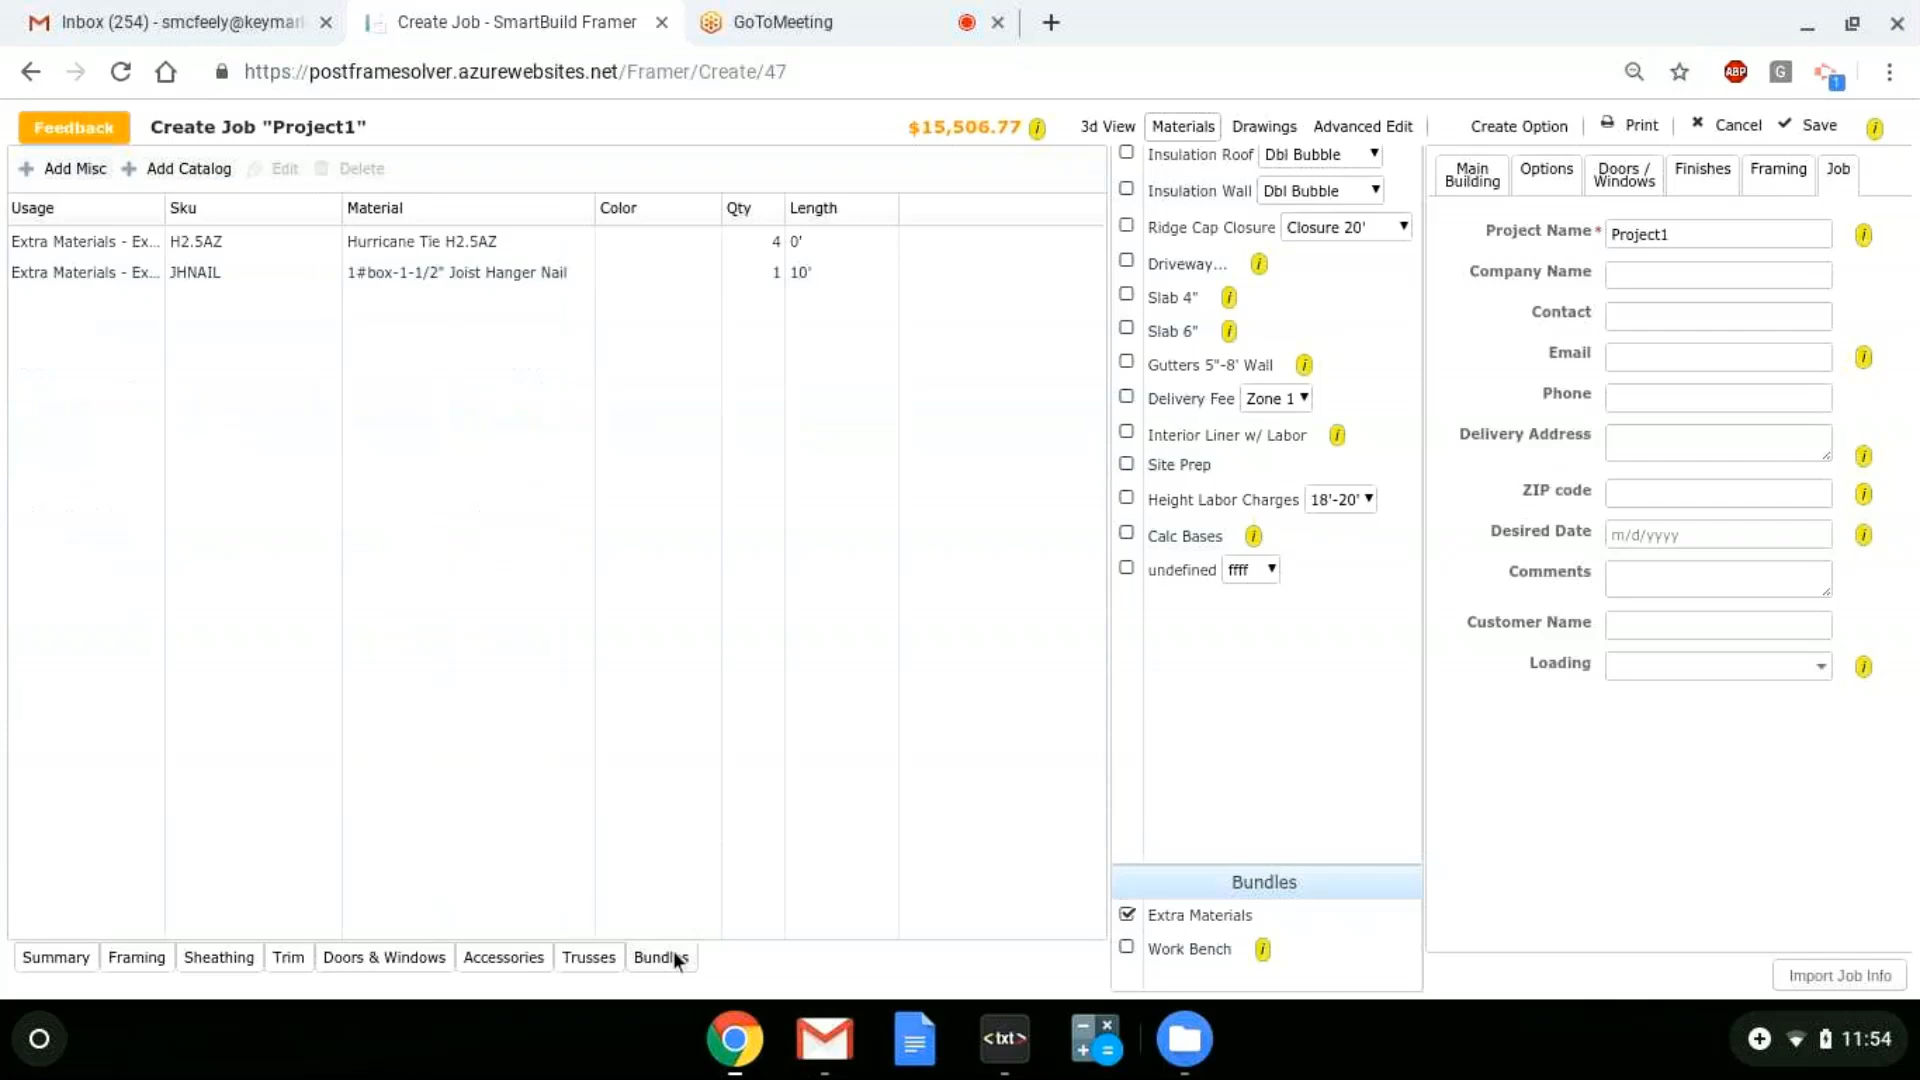 Inbox (254) - smcfeely@keymar
Create Job - SmartBuild Framer
GoToMeeting
https://postframesolver.azurewebsites.net/Framer/Create/47
ABP
G
1
Feedback
Create Job "Project1"
$15,506.77
i
3d View
Materials
Drawings
Advanced Edit
Create Option
Print
Cancel
Save
i
Add Misc
Add Catalog
Edit
Delete
Usage
Sku
Material
Color
Qty
Length
Extra Materials - Ex...
H2.5AZ
Hurricane Tie H2.5AZ
4
0'
Extra Materials - Ex...
JHNAIL
1#box-1-1/2" Joist Hanger Nail
1
10'
Summary
Framing
Sheathing
Trim
Doors & Windows
Accessories
Trusses
Bundles
Insulation Roof
Dbl Bubble
Insulation Wall
Dbl Bubble
Ridge Cap Closure
Closure 20'
Driveway...
i
Slab 4"
i
Slab 6"
i
Gutters 5"-8' Wall
i
Delivery Fee
Zone 1
Interior Liner w/ Labor
i
Site Prep
Height Labor Charges
18'-20'
Calc Bases
i
undefined
ffff
Bundles
Extra Materials
Work Bench
i
Main
Building
Options
Doors /
Windows
Finishes
Framing
Job
Project Name*
Project1
i
Company Name
Contact
Email
i
Phone
Delivery Address
i
ZIP code
i
Desired Date
m/d/yyyy
i
Comments
Customer Name
Loading
i
Import Job Info
<txt>
11:54